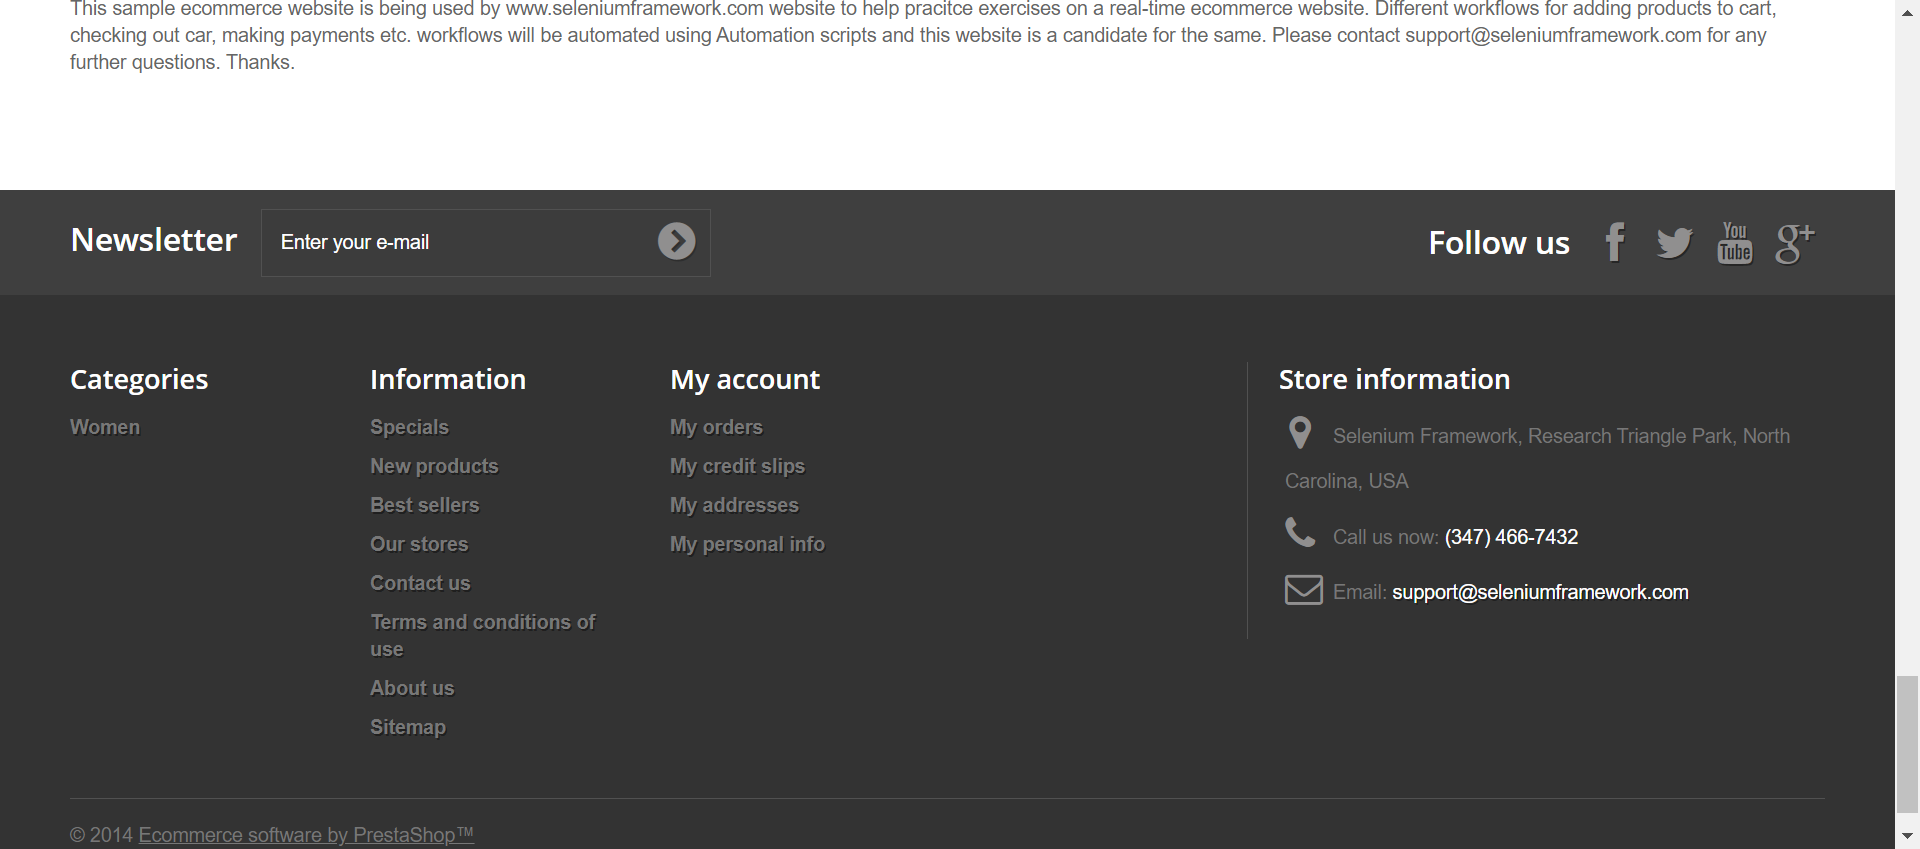 This sample ecommerce website is being used by www.seleniumframework.com website to help pracitce exercises on a real-time ecommerce website. Different workflows for adding products to cart,
checking out car, making payments etc. workflows will be automated using Automation scripts and this website is a candidate for the same. Please contact support@seleniumframework.com for any
further questions. Thanks.
Newsletter
Enter your e-mail
Follow us
You
Tube
g+
Categories
Women
Information
Specials
New products
Best sellers
Our stores
Contact us
Terms and conditions of
use
About us
Sitemap
My account
My orders
My credit slips
My addresses
My personal info
Store information
Selenium Framework, Research Triangle Park, North
Carolina, USA
Call us now: (347) 466-7432
Email: support@seleniumframework.com
© 2014 Ecommerce software by PrestaShop™